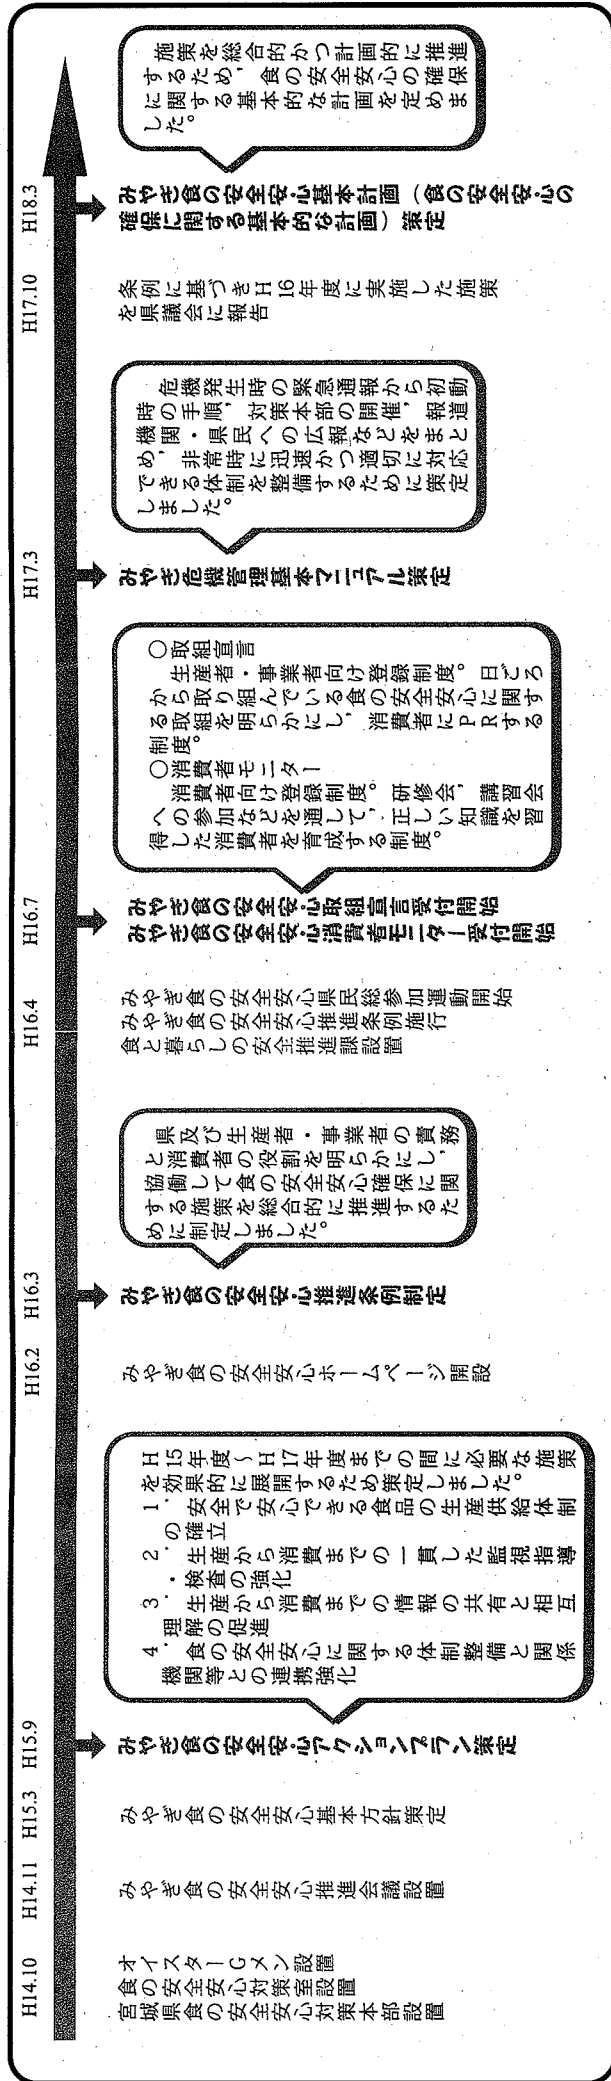 H14.10
オイスターGメン設置
食の安全安心対策室設置
宮城県食の安全安心対策本部設置
H14.11
みやぎ食の安全安心推進会議設置
H15.3
みやぎ食の安全安心基本方針策定
H15.9
みやぎ食の安全安心アクションプラン策定
H15年度～H17年度までの間に必要な施策
を効果的に展開するため策定しました。
1.安全で安心できる食品の生産供給体制
の確立
2.生産から消費までの一貫した監視指導
・検査の強化
3.生産から消費までの情報の共有と相互
理解の促進
4.食の安全安心に関する体制整備と関係
機関等との連携強化
H16.2
みやぎ食の安全安心ホームページ開設
H16.3
みやぎ食の安全安心推進条例制定
県及び生産者・事業者の責務
と消費者の役割を明らかにし,
協働して食の安全安心確保に関
する施策を総合的に推進するた
めに制定しました。
H16.4
みやぎ食の安全安心県民総参加運動開始
みやぎ食の安全安心推進条例施行
食と暮らしの安全推進課設置
H16.7
みやぎ食の安全安心取組宣言受付開始
みやぎ食の安全安心消費者モニター受付開始
○取組宣言
生産者・事業者向け登録制度。日ごろ
から取り組んでいる食の安全安心に関す
る取組を明らかにし,消費者にPRする
制度。
○消費者モニター
消費者向け登録制度。研修会,講習会
への参加などを通して,正しい知識を習
得した消費者を育成する制度。
H17.3
みやぎ危機管理基本マニュアル策定
危機発生時の緊急通報から初動
時の手順,対策本部の開催,報道
機関・県民への広報などをまと
め,非常時に迅速かつ適切に対応
できる体制を整備するために策定
しました。
H17.10
条例に基づきH16年度に実施した施策
を県議会に報告
H18.3
みやぎ食の安全安心基本計画（食の安全安心の
確保に関する基本的な計画）策定
施策を総合的かつ計画的に推進
するため,食の安全安心の確保
に関する基本的な計画を定めま
した。